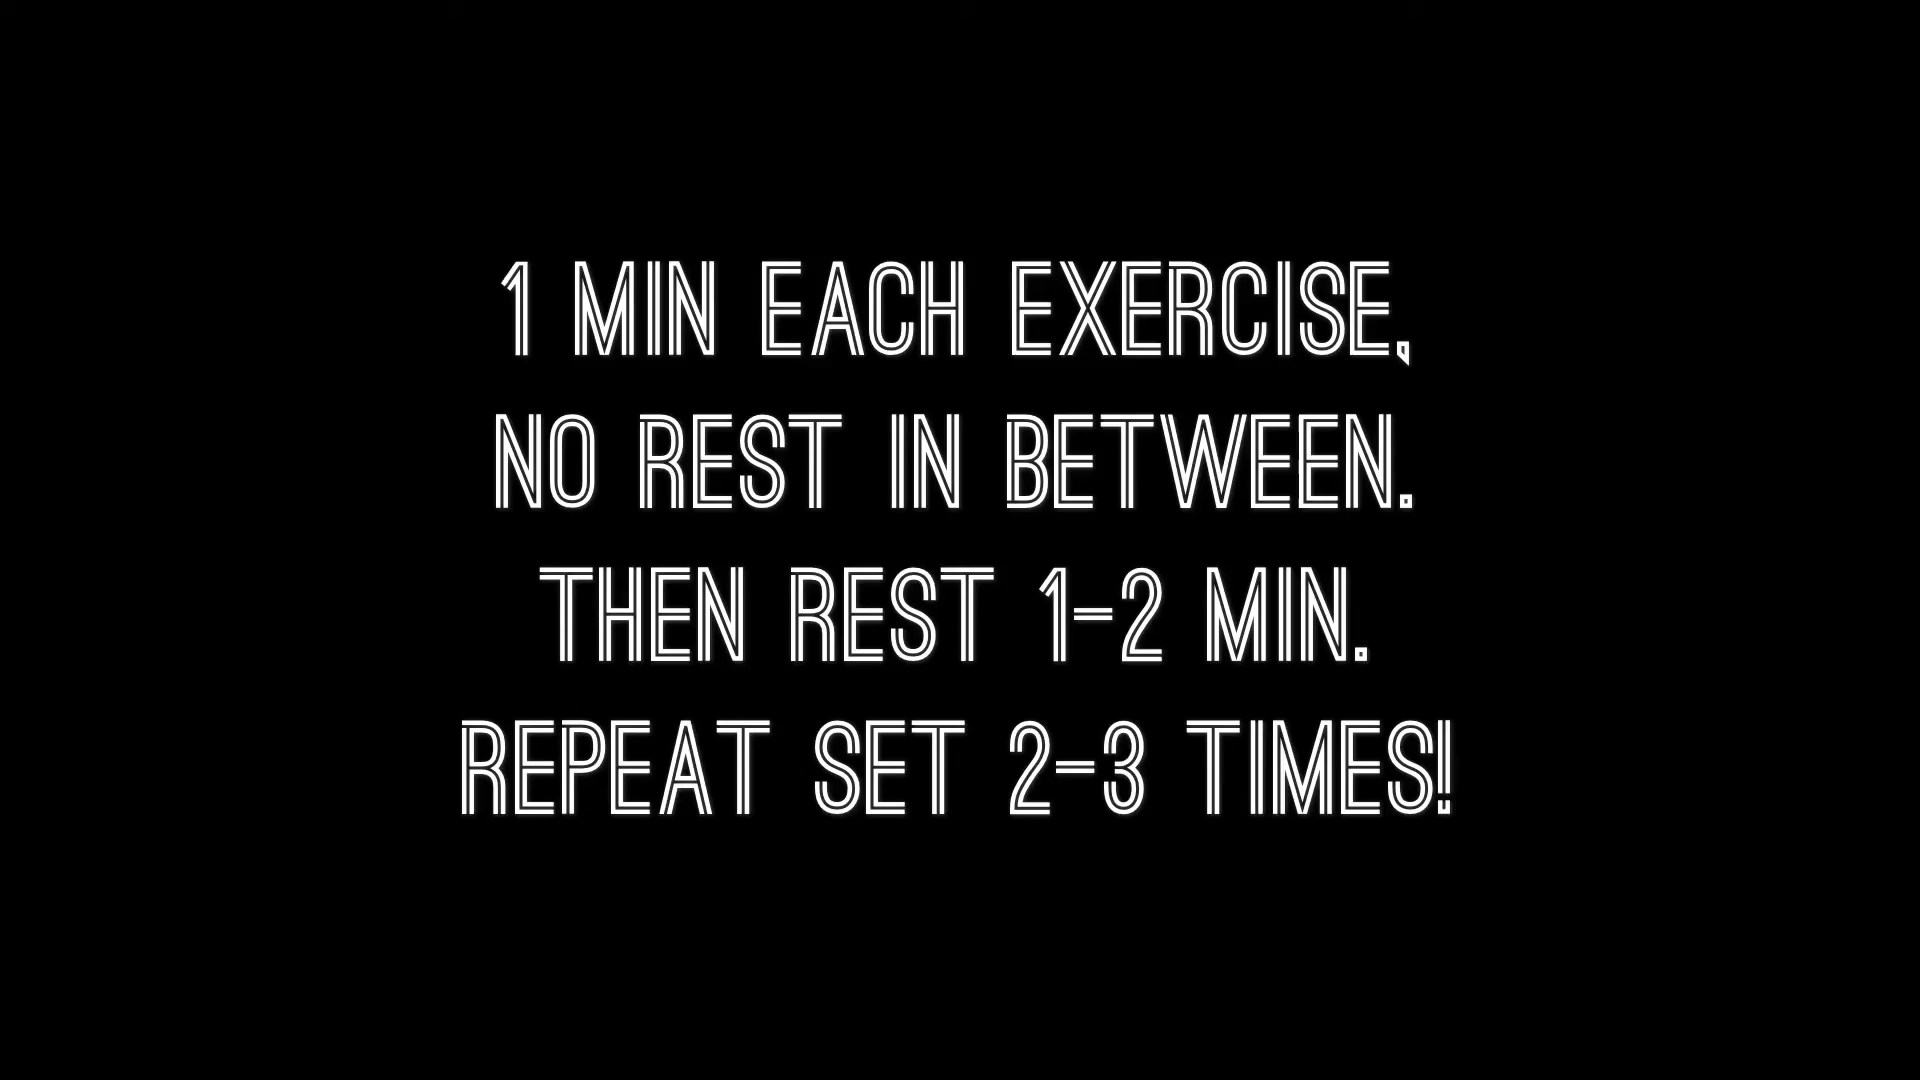 1 MIN EACH EXERCISE,
NO REST IN BETWEEN.
THEN REST 1-2 MIN.
REPEAT SET 2-3 TIMES!